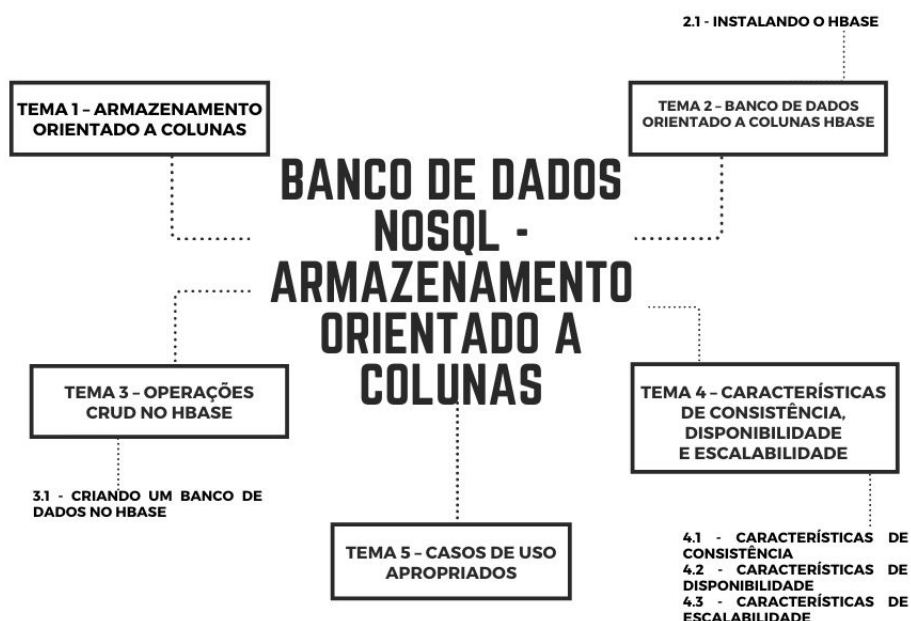 2.1 - INSTALANDO O HBASE
TEMA 1 – ARMAZENAMENTO
ORIENTADO A COLUNAS
TEMA 2 – BANCO DE DADOS
ORIENTADO A COLUNAS HBASE
BANCO DE DADOS
NOSQL -
ARMAZENAMENTO
ORIENTADO A
COLUNAS
TEMA 3 – OPERAÇÕES
CRUD NO HBASE
TEMA 4 – CARACTERÍSTICAS
DE CONSISTÊNCIA,
DISPONIBILIDADE
E ESCALABILIDADE
3.1 - CRIANDO UM BANCO DE
DADOS NO HBASE
TEMA 5 – CASOS DE USO
APROPRIADOS
4.1 - CARACTERÍSTICAS DE
CONSISTÊNCIA
4.2 - CARACTERÍSTICAS DE
DISPONIBILIDADE
4.3 - CARACTERÍSTICAS DE
ESCALABILIDADE